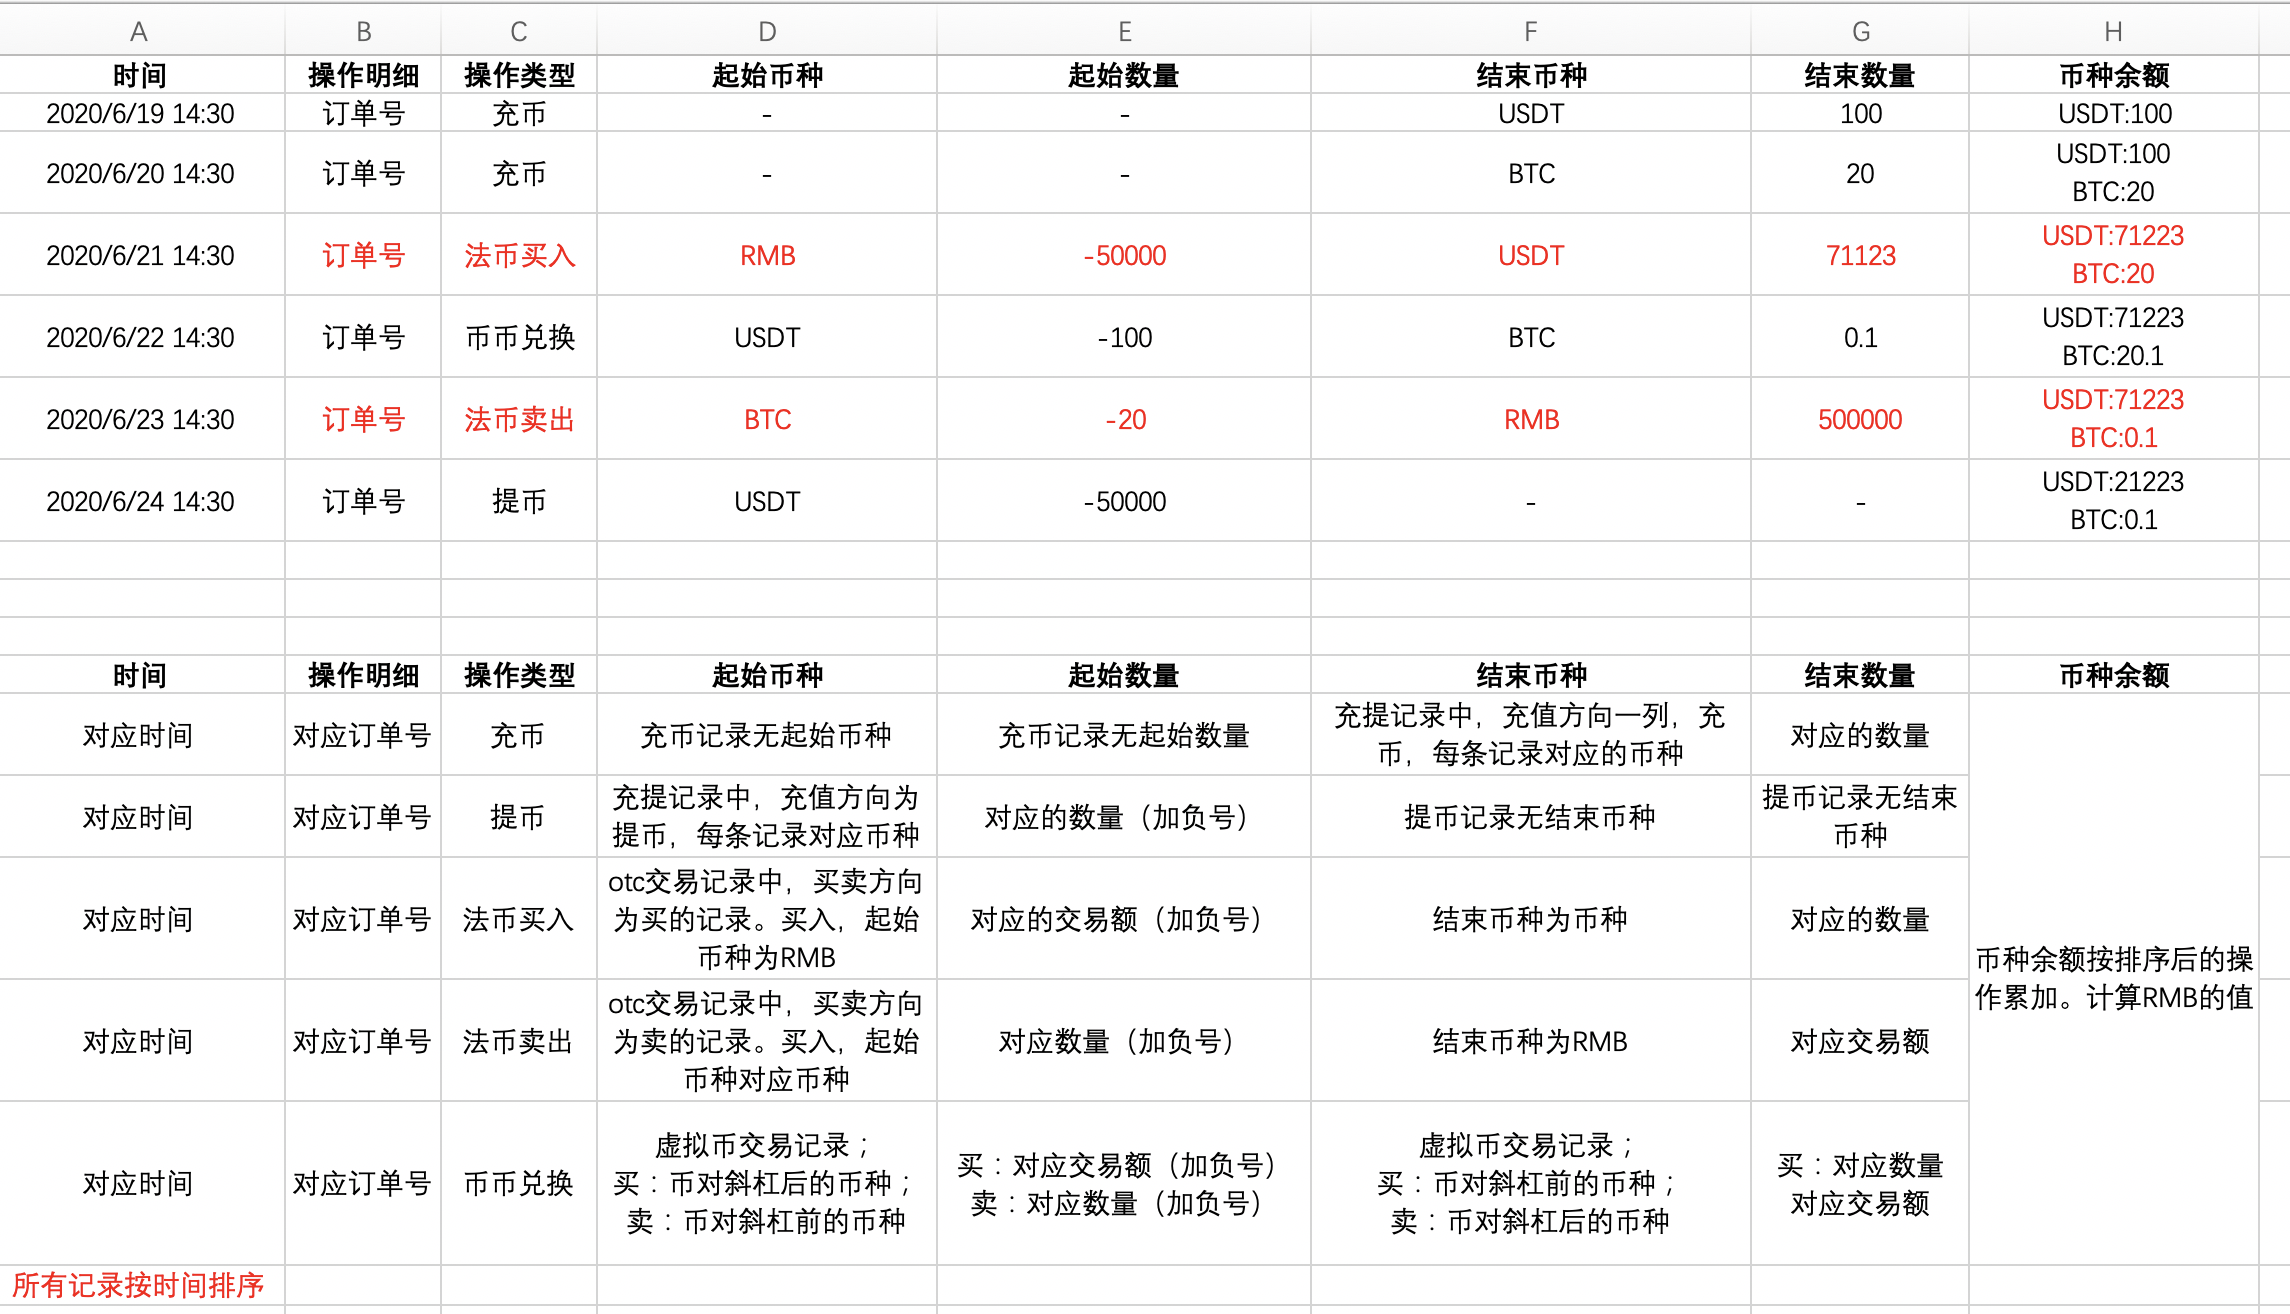 A B C D E F G H
时间 操作明细 操作类型 起始币种 起始数量 结束币种 结束数量 币种余额
2020/6/19 14:30 订单号 充币 - - USDT 100 USDT:100
2020/6/20 14:30 订单号 充币 - - BTC 20 USDT:100
BTC:20
2020/6/21 14:30 订单号 法币买入 RMB -50000 USDT 71123 USDT:71223
BTC:20
2020/6/22 14:30 订单号 币币兑换 USDT -100 BTC 0.1 USDT:71223
BTC:20.1
2020/6/23 14:30 订单号 法币卖出 BTC -20 RMB 500000 USDT:71223
BTC:0.1
2020/6/24 14:30 订单号 提币 USDT -50000 - - USDT:21223
BTC:0.1
时间 操作明细 操作类型 起始币种 起始数量 结束币种 结束数量 币种余额
对应时间 对应订单号 充币 充币记录无起始币种 充币记录无起始数量 充提记录中，充值方向一列，充
币，每条记录对应的币种
对应的数量
对应时间 对应订单号 提币 充提记录中，充值方向为
提币，每条记录对应币种
对应的数量（加负号） 提币记录无结束币种 提币记录无结束
币种
对应时间 对应订单号 法币买入 otc交易记录中，买卖方向
为买的记录。买入，起始
币种为RMB
对应的交易额（加负号） 结束币种为币种 对应的数量
币种余额按排序后的操
作累加。计算RMB的值
对应时间 对应订单号 法币卖出 otc交易记录中，买卖方向
为卖的记录。买入，起始
币种对应币种
对应数量（加负号） 结束币种为RMB 对应交易额
对应时间 对应订单号 币币兑换 虚拟币交易记录；
买：币对斜杠后的币种；
卖：币对斜杠前的币种
买：对应交易额（加负号）
卖：对应数量（加负号）
虚拟币交易记录；
买：币对斜杠前的币种；
卖：币对斜杠后的币种
买：对应数量
对应交易额
所有记录按时间排序